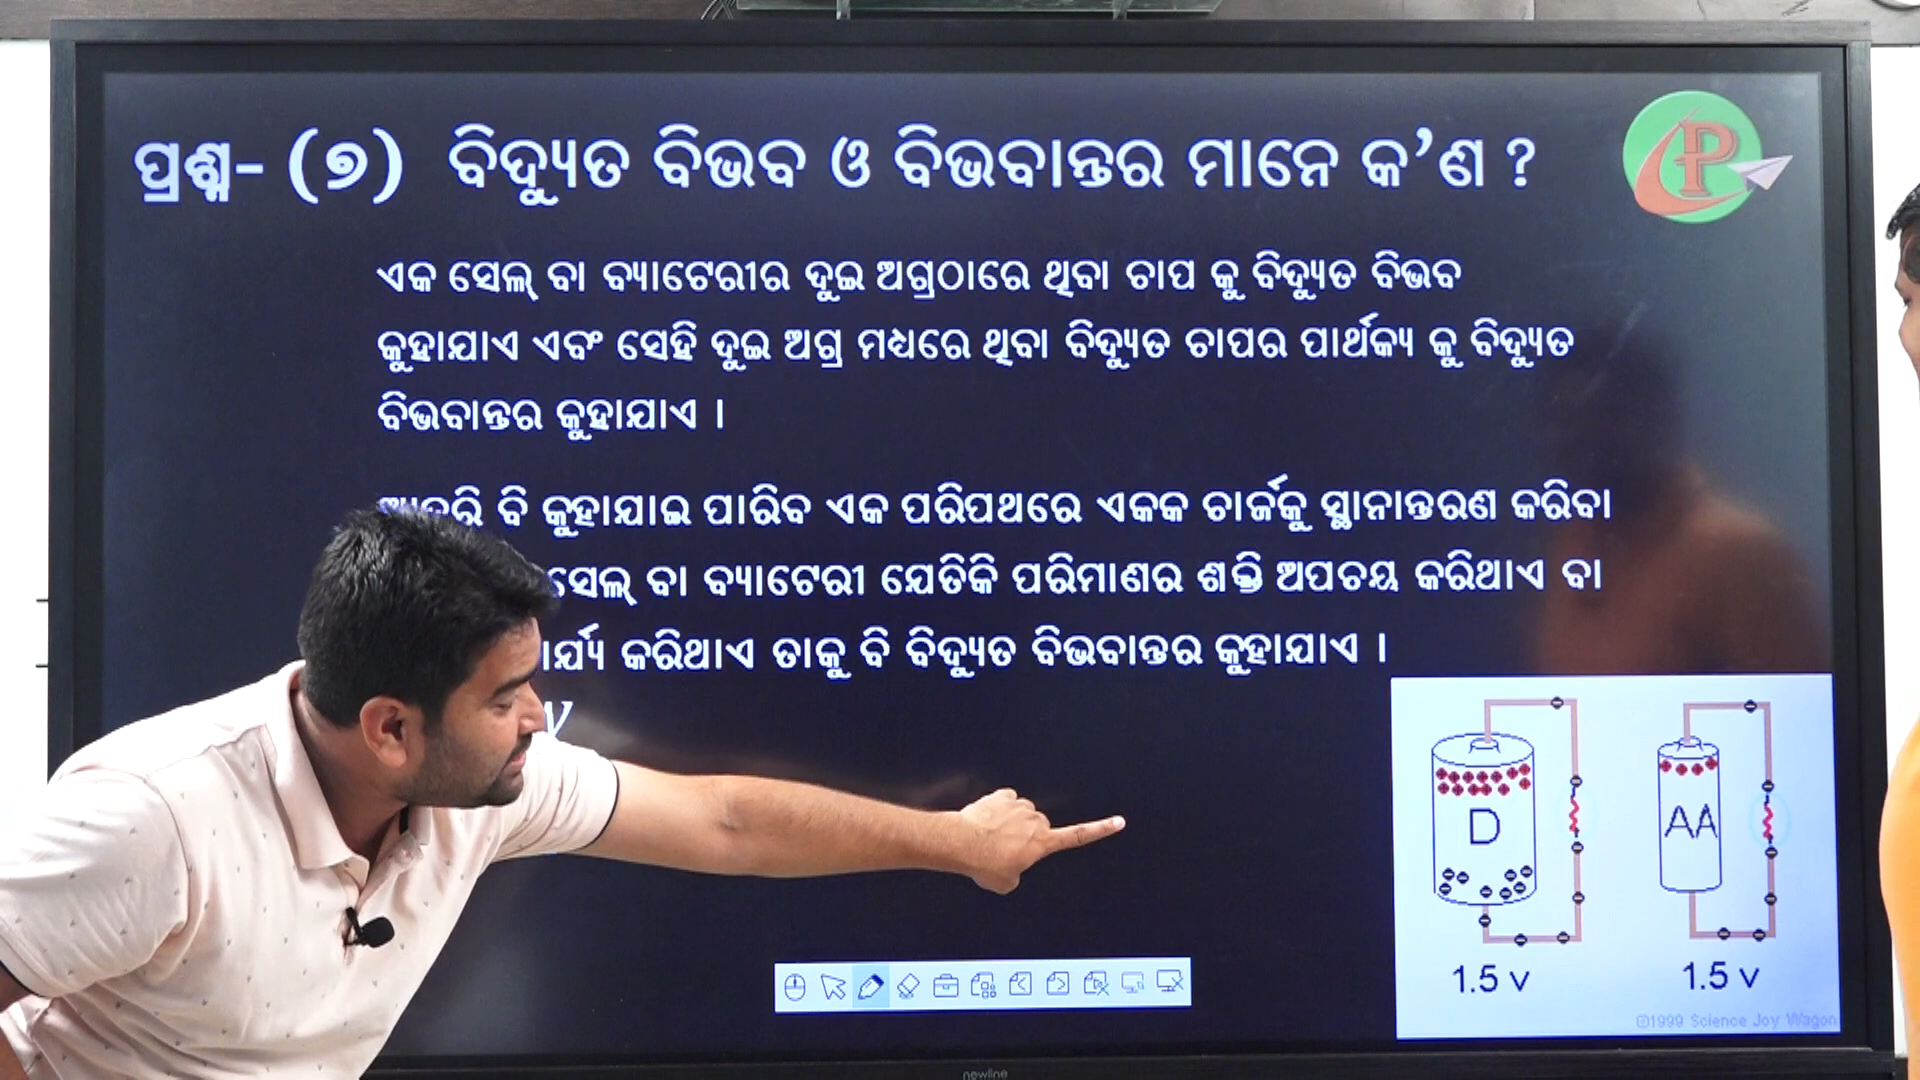 ପ୍ରଶ୍ନ- (୭) ବିଦ୍ୟୁତ ବିଭବ ଓ ବିଭବାନ୍ତର ମାନେ କ’ଣ ?
ଏକ ସେଲ୍ ବା ବ୍ୟାଟେରୀର ଦୁଇ ଅଗ୍ରଠାରେ ଥିବା ଚାପ କୁ ବିଦ୍ୟୁତ ବିଭବ
କୁହାଯାଏ ଏବଂ ସେହି ଦୁଇ ଅଗ୍ର ମଧ୍ୟରେ ଥିବା ବିଦ୍ୟୁତ ଚାପର ପାର୍ଥକ୍ୟ କୁ ବିଦ୍ୟୁତ
ବିଭବାନ୍ତର କୁହାଯାଏ ।
ବି କୁହାଯାଇ ପାରିବ ଏକ ପରିପଥରେ ଏକକ ଚାର୍ଜକୁ ସ୍ଥାନାନ୍ତରଣ କରିବା
ସେଲ୍ ବା ବ୍ୟାଟେରୀ ଯେତିକି ପରିମାଣର ଶକ୍ତି ଅପଚୟ କରିଥାଏ ବା
କରିଥାଏ ତାକୁ ବି ବିଦ୍ୟୁତ ବିଭବାନ୍ତର କୁହାଯାଏ ।
V
D
AA
1.5 v
1.5 v
©1999 Science Joy Wagon
newline